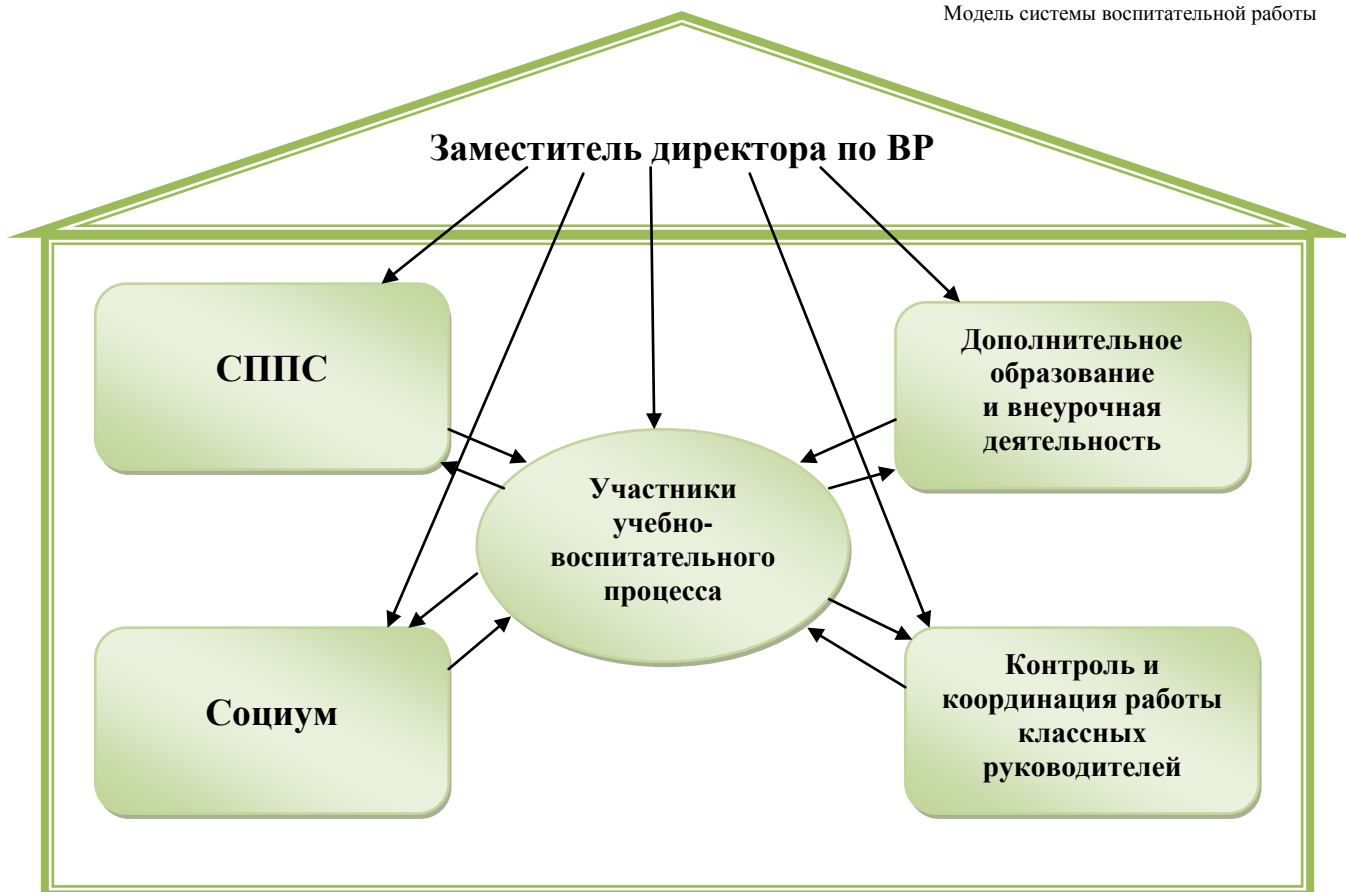 Модель системы воспитательной работы
Заместитель директора по ВР
СППС
Дополнительное
образование
и внеурочная
деятельность
Участники
учебно-
воспитательного
процесса
Социум
Контроль и
координация работы
классных
руководителей